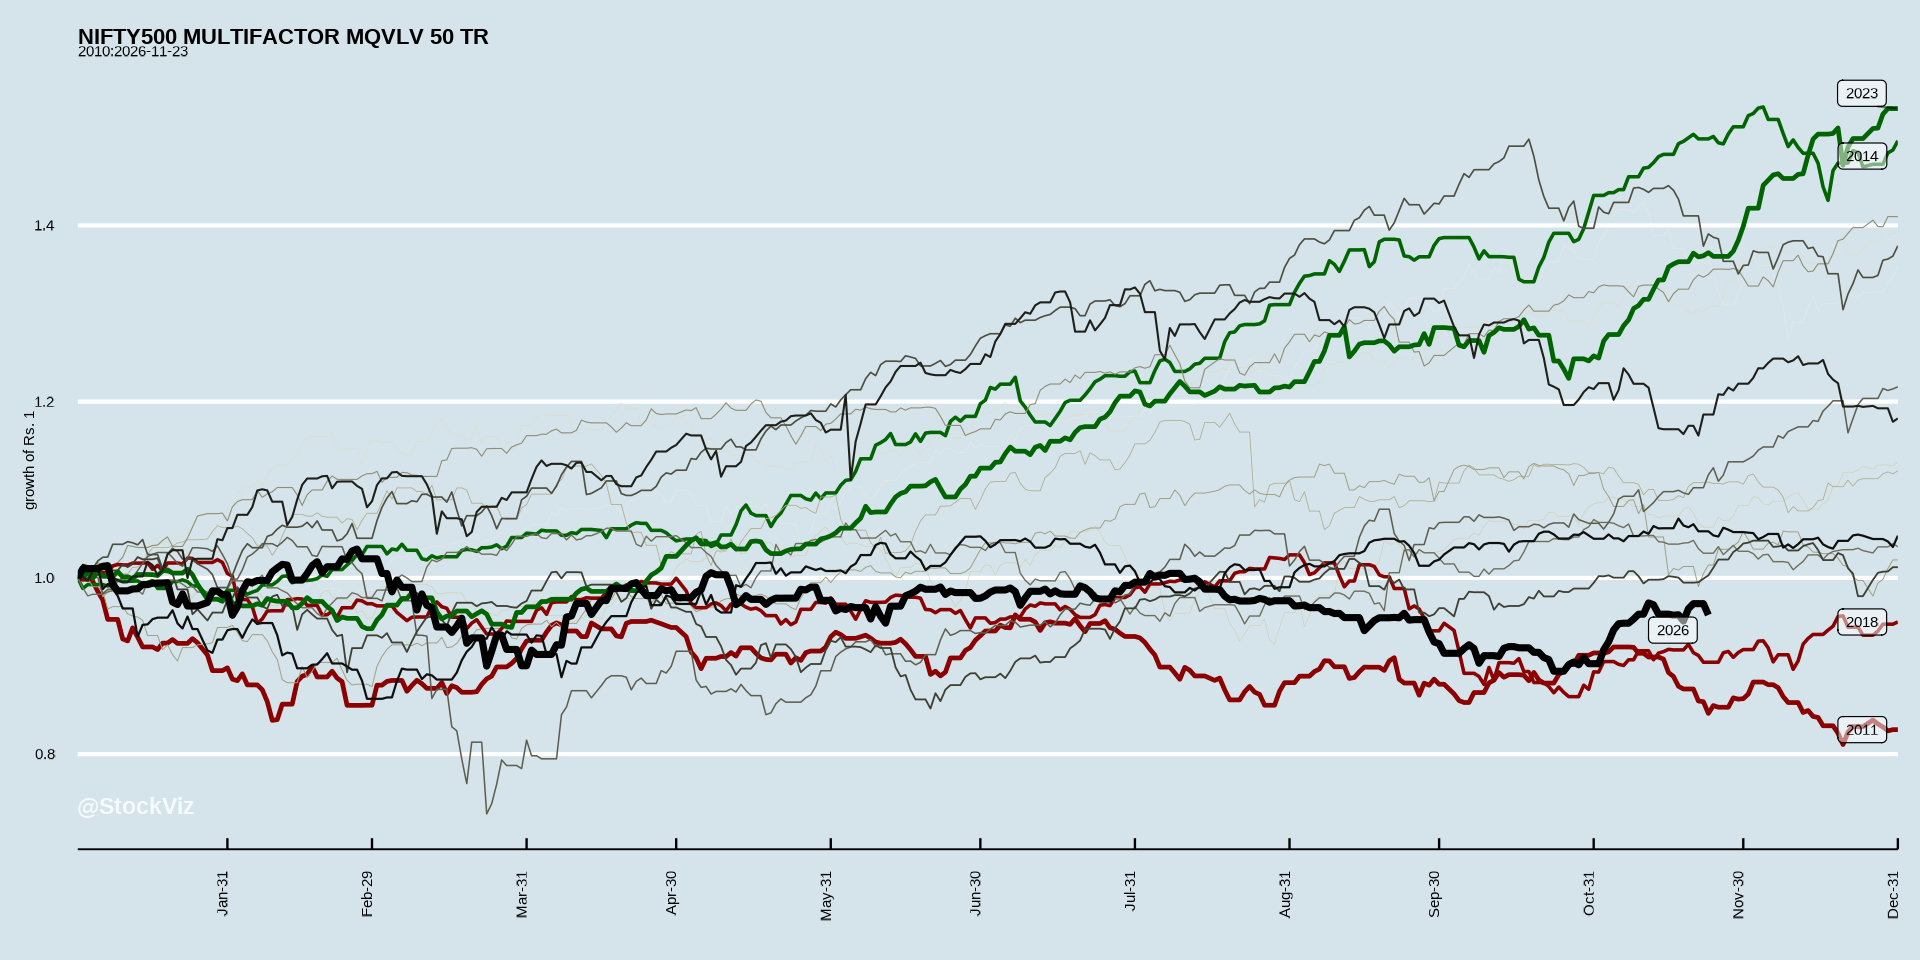 NIFTY500 MULTIFACTOR MQVLV 50 TR
2010:2026-11-23
2023
2014
1.4
1.2
growth of Rs. 1
1.0
2018
2026
2011
0.8
@StockViz
Jan-31
Feb-29
Mar-31
Apr-30
May-31
Jun-30
Jul-31
Aug-31
Sep-30
Oct-31
Nov-30
Dec-31